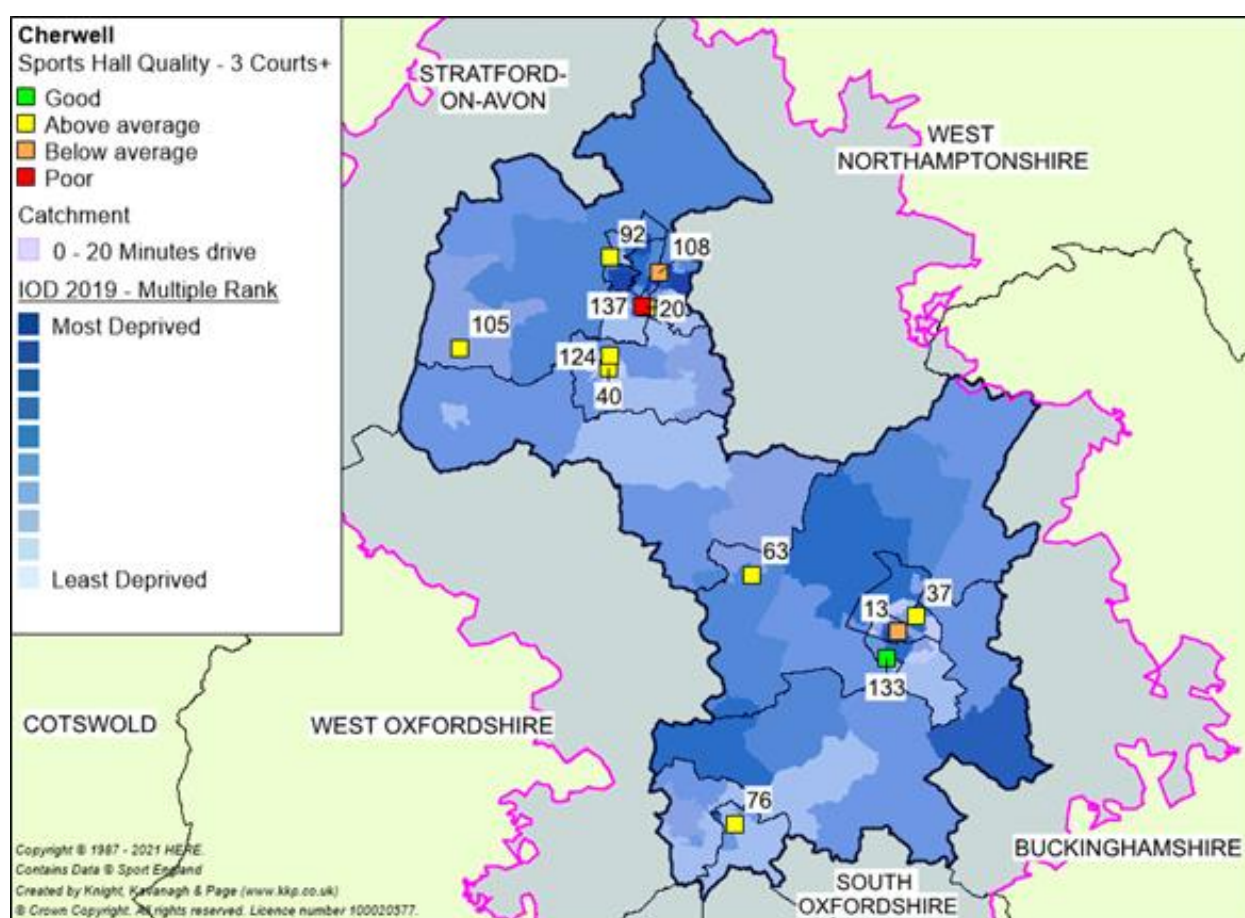 Cherwell
Sports Hall Quality - 3 Courts+
Good
Above average
Below average
Poor
Catchment
0 - 20 Minutes drive
IOD 2019 - Multiple Rank
Most Deprived
Least Deprived
STRATFORD-
ON-AVON
WEST
NORTHAMPTONSHIRE
92
108
137
20
105
124
40
63
37
13
133
COTSWOLD
WEST OXFORDSHIRE
76
BUCKINGHAMSHIRE
SOUTH
OXFORDSHIRE
Copyright © 1987 - 2021 HERE.
Contains Data © Sport England
Created by Knight, Kavanagh & Page (www.kkp.co.uk)
© Crown Copyright. All rights reserved. Licence number 100020577.